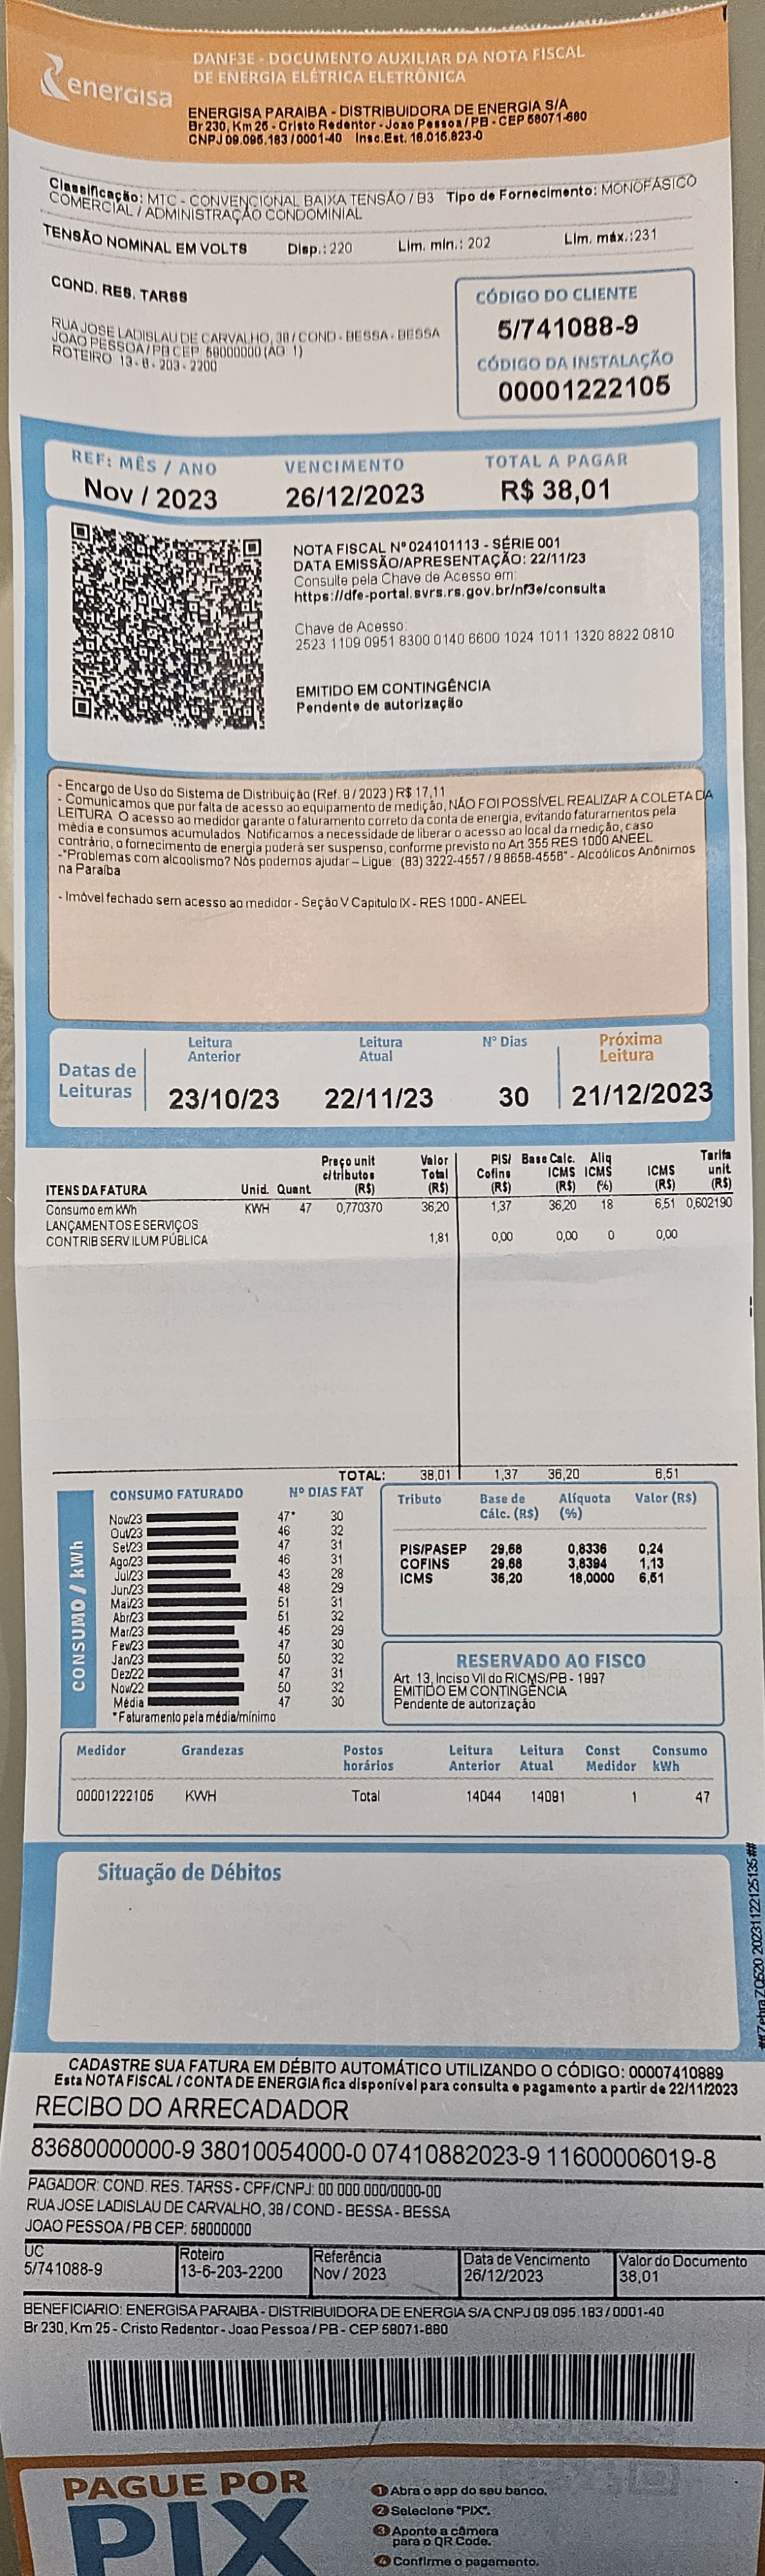 energisa
DANF3E - DOCUMENTO AUXILIAR DA NOTA FISCAL
DE ENERGIA ELÉTRICA ELETRÔNICA
ENERGISA PARAIBA - DISTRIBUIDORA DE ENERGIA S/A
Br 230, Km 25 - Cristo Redentor - Joao Pessoa / PB - CEP 58071-680
CNPJ 09.095.183 / 0001-40 Insc.Est. 16.015.823-0
Classificação: MTC - CONVENCIONAL BAIXA TENSÃO / B3 Tipo de Fornecimento: MONOFÁSICO
COMERCIAL / ADMINISTRAÇÃO CONDOMINIAL
TENSÃO NOMINAL EM VOLTS Disp.: 220 Lim. min.: 202 Lim. máx.:231
COND. RES. TARSS
RUA JOSE LADISLAU DE CARVALHO, 38 / COND - BESSA - BESSA
JOAO PESSOA / PB CEP: 58000000 (AG: 1)
ROTEIRO: 13 - 6 - 203 - 2200
CÓDIGO DO CLIENTE
5/741088-9
CÓDIGO DA INSTALAÇÃO
00001222105
REF: MÊS / ANO VENCIMENTO TOTAL A PAGAR
Nov / 2023 26/12/2023 R$ 38,01
NOTA FISCAL Nº 024101113 - SÉRIE 001
DATA EMISSÃO/APRESENTAÇÃO: 22/11/23
Consulte pela Chave de Acesso em:
https://dfe-portal.svrs.rs.gov.br/nf3e/consulta
Chave de Acesso:
2523 1109 0951 8300 0140 6600 1024 1011 1320 8822 0810
EMITIDO EM CONTINGÊNCIA
Pendente de autorização
- Encargo de Uso do Sistema de Distribuição (Ref. 9 / 2023 ) R$ 17,11
- Comunicamos que por falta de acesso ao equipamento de medição, NÃO FOI POSSÍVEL REALIZAR A COLETA DA
LEITURA. O acesso ao medidor garante o faturamento correto da conta de energia, evitando faturamentos pela
média e consumos acumulados. Notificamos a necessidade de liberar o acesso ao local da medição, caso
contrário, o fornecimento de energia poderá ser suspenso, conforme previsto no Art 355 RES 1000 ANEEL.
-"Problemas com alcoolismo? Nós podemos ajudar – Ligue: (83) 3222-4557 / 9 8658-4558" - Alcoólicos Anônimos
na Paraíba
- Imóvel fechado sem acesso ao medidor - Seção V Capitulo IX - RES 1000 - ANEEL
Datas de Leituras
Leitura Anterior Leitura Atual Nº Dias Próxima Leitura
23/10/23 22/11/23 30 21/12/2023
ITENS DA FATURA Unid. Quant. Preço unit c/tributos (R$) Valor Total (R$) PIS/ Cofins (R$) Base Calc. ICMS (R$) Aliq ICMS (%) ICMS (R$) Tarifa unit (R$)
Consumo em kWh KWH 47 0,770370 36,20 1,37 36,20 18 6,51 0,602190
LANÇAMENTOS E SERVIÇOS
CONTRIB SERV ILUM PÚBLICA 1,81 0,00 0,00 0 0,00
TOTAL: 38,01 1,37 36,20 6,51
CONSUMO / kWh
CONSUMO FATURADO Nº DIAS FAT
Nov/23 47* 30
Out/23 46 32
Set/23 47 31
Ago/23 46 31
Jul/23 43 28
Jun/23 48 29
Mai/23 51 31
Abr/23 51 32
Mar/23 45 29
Fev/23 47 30
Jan/23 50 32
Dez/22 47 31
Nov/22 50 32
Média 47 30
*Faturamento pela média/mínimo
Tributo Base de Cálc. (R$) Alíquota (%) Valor (R$)
PIS/PASEP 29,68 0,8336 0,24
COFINS 29,68 3,8394 1,13
ICMS 36,20 18,0000 6,51
RESERVADO AO FISCO
Art. 13, Inciso VII do RICMS/PB - 1997
EMITIDO EM CONTINGÊNCIA
Pendente de autorização
Medidor Grandezas Postos horários Leitura Anterior Leitura Atual Const Medidor Consumo kWh
00001222105 KWH Total 14044 14091 1 47
Situação de Débitos
##ZebraZQ520 20231122125135##
CADASTRE SUA FATURA EM DÉBITO AUTOMÁTICO UTILIZANDO O CÓDIGO: 00007410889
Esta NOTA FISCAL / CONTA DE ENERGIA fica disponível para consulta e pagamento a partir de 22/11/2023
RECIBO DO ARRECADADOR
83680000000-9 38010054000-0 07410882023-9 11600006019-8
PAGADOR: COND. RES. TARSS - CPF/CNPJ: 00.000.000/0000-00
RUA JOSE LADISLAU DE CARVALHO, 38 / COND - BESSA - BESSA
JOAO PESSOA / PB CEP: 58000000
UC Roteiro Referência Data de Vencimento Valor do Documento
5/741088-9 13-6-203-2200 Nov / 2023 26/12/2023 38,01
BENEFICIARIO: ENERGISA PARAIBA - DISTRIBUIDORA DE ENERGIA S/A CNPJ 09.095.183 / 0001-40
Br 230, Km 25 - Cristo Redentor - Joao Pessoa / PB - CEP 58071-680
PAGUE POR
PIX
1 Abra o app do seu banco.
2 Selecione "PIX".
3 Aponte a câmera
para o QR Code.
4 Confirme o pagamento.